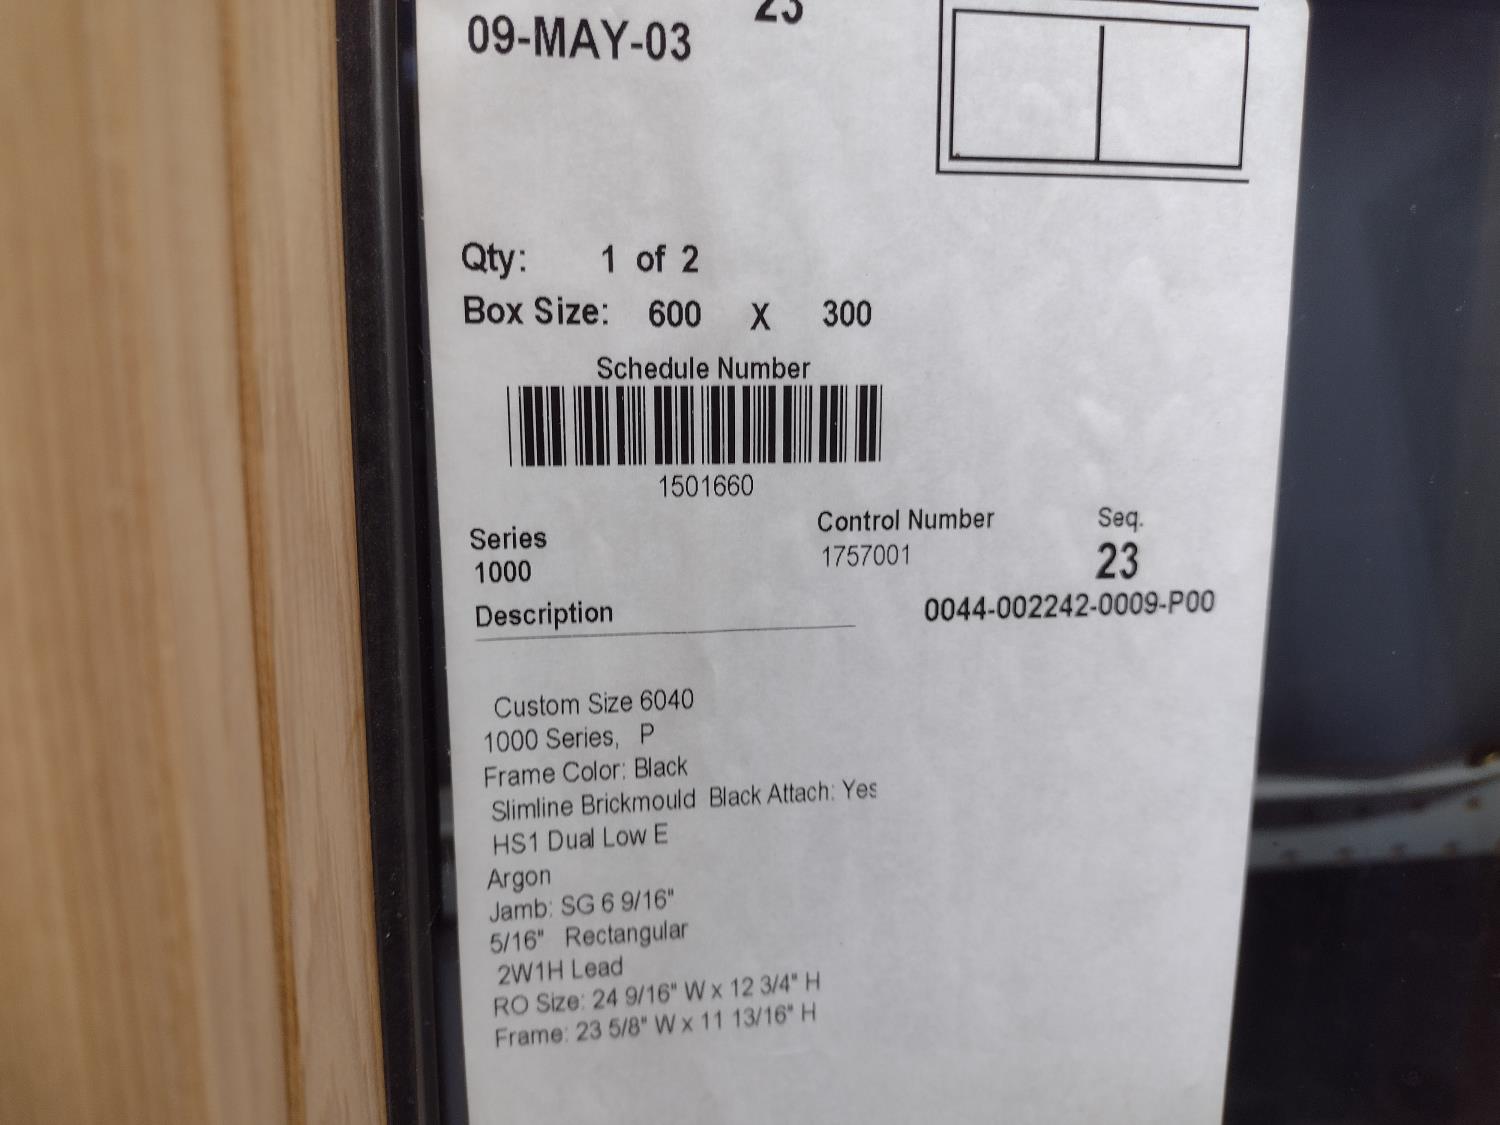 23
09-MAY-03
Qty: 1 of 2
Box Size: 600 X 300
Schedule Number
1501660
Series
1000
Control Number
1757001
Seq.
23
Description
0044-002242-0009-P00
Custom Size 6040
1000 Series, P
Frame Color: Black
Slimline Brickmould Black Attach: Yes
HS1 Dual Low E
Argon
Jamb: SG 6 9/16"
5/16" Rectangular
2W1H Lead
RO Size: 24 9/16" W x 12 3/4" H
Frame: 23 5/8" W x 11 13/16" H